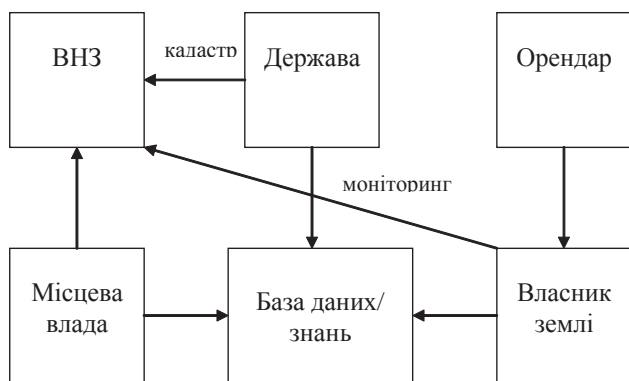 ВНЗ
кадастр
Держава
Орендар
моніторинг
Місцева
влада
База даних/
знань
Власник
землі